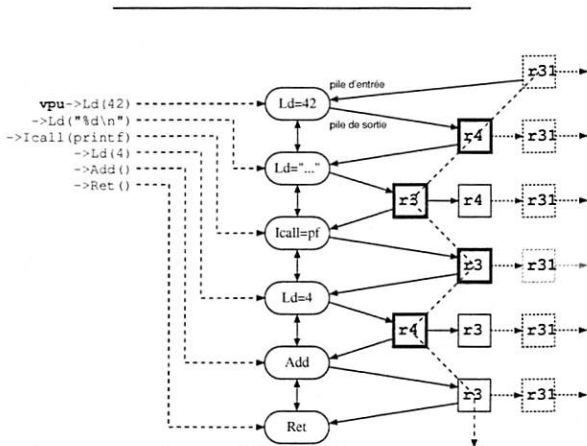 r31
pile d'entrée
vpu->Ld(42)
Ld=42
->Ld("%d\n")
pile de sortie
r4
r31
->Icall(printf)
->Ld(4)
Ld="..."
->Add()
r3
r4
r31
->Ret()
Icall=pf
r3
r31
Ld=4
r4
r3
r31
Add
r3
r31
Ret